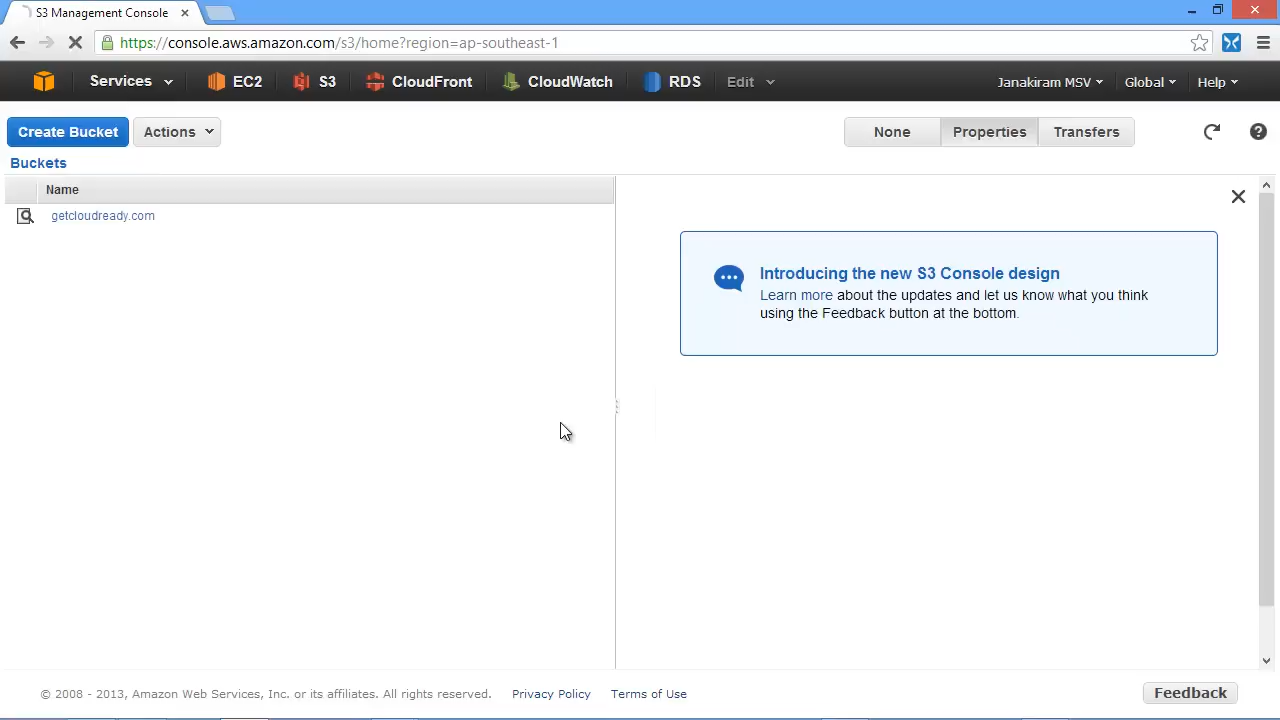 S3 Management Console
https://console.aws.amazon.com/s3/home?region=ap-southeast-1
Services EC2 S3 CloudFront CloudWatch RDS Edit Janakiram MSV Global Help
Create Bucket Actions None Properties Transfers
Buckets
Name
getcloudready.com
Introducing the new S3 Console design
Learn more about the updates and let us know what you think
using the Feedback button at the bottom.
© 2008 - 2013, Amazon Web Services, Inc. or its affiliates. All rights reserved. Privacy Policy Terms of Use Feedback